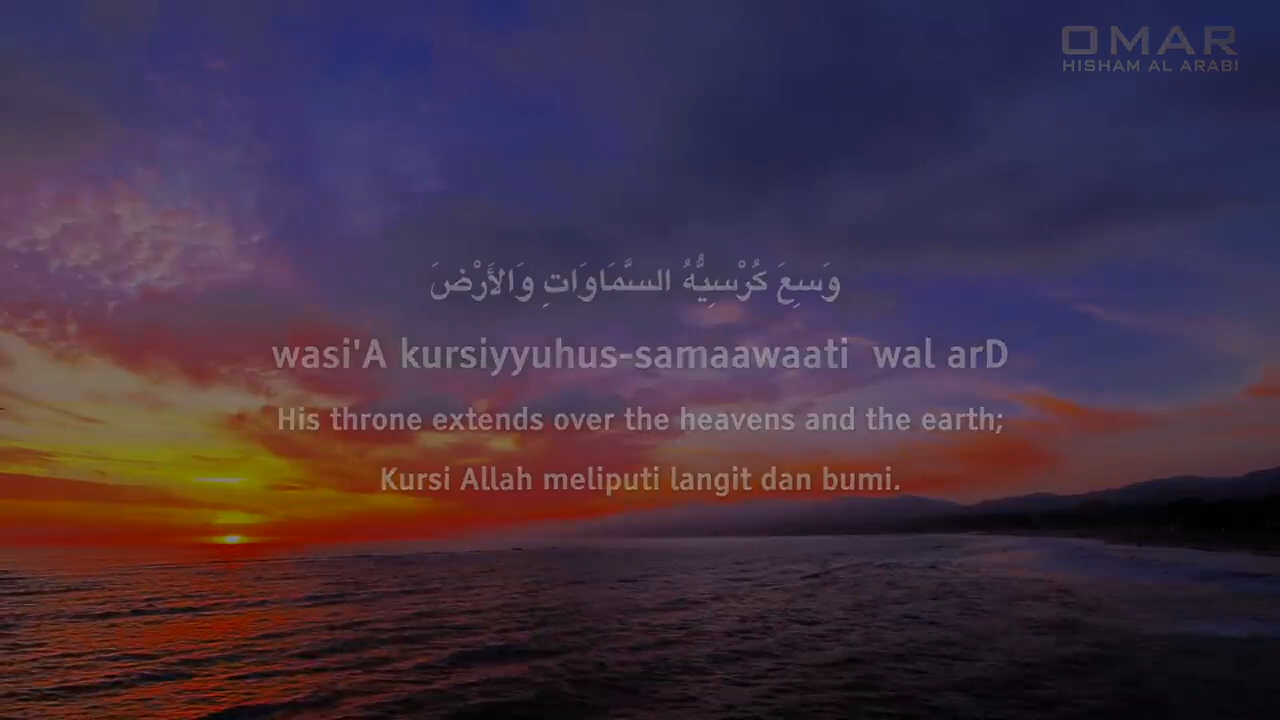 OMAR
HISHAM AL ARABI
وَسِعَ كُرْسِيُّهُ السَّمَاوَاتِ وَالأَرْضَ
wasi'A kursiyyuhus-samaawaati wal arD
His throne extends over the heavens and the earth;
Kursi Allah meliputi langit dan bumi.